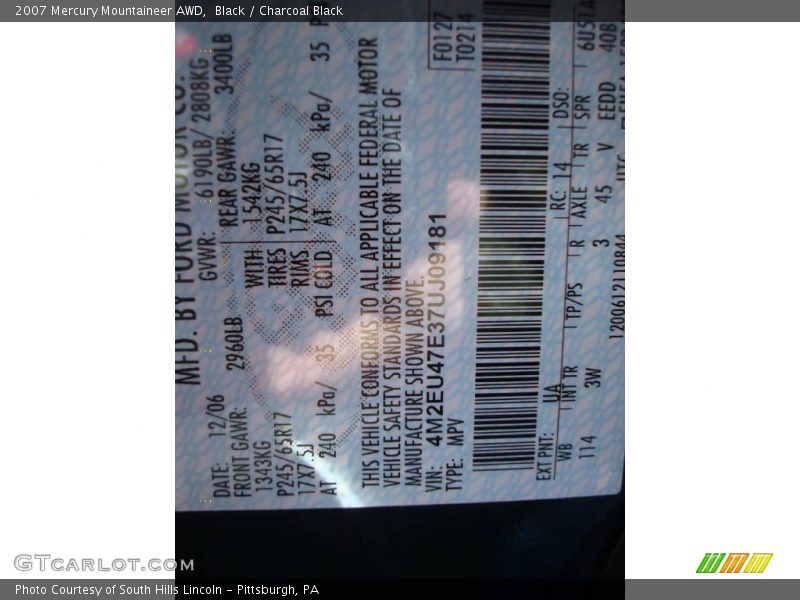 2007 Mercury Mountaineer AWD,  Black / Charcoal Black
MFD. BY FORD MOTOR CO.
DATE: 12/06
GVWR: 6190LB/ 2808KG
FRONT GAWR: 2960LB
REAR GAWR: 3400LB
1343KG
WITH 1542KG
P245/65R17
TIRES P245/65R17
17X7.5J
RIMS 17X7.5J
AT 240 kPa/ 35 PSI COLD
AT 240 kPa/ 35 P
THIS VEHICLE CONFORMS TO ALL APPLICABLE FEDERAL MOTOR
VEHICLE SAFETY STANDARDS IN EFFECT ON THE DATE OF
MANUFACTURE SHOWN ABOVE.
VIN: 4M2EU47E37UJ09181
TYPE: MPV
F0127
T0214
EXT PNT: UA RC: 14 DSO:
WB INT TR TP/PS R AXLE TR SPR
114 3W 3 45 V EEDD
1200612110844 UTC
GTcarlot.com
Photo Courtesy of South Hills Lincoln - Pittsburgh, PA